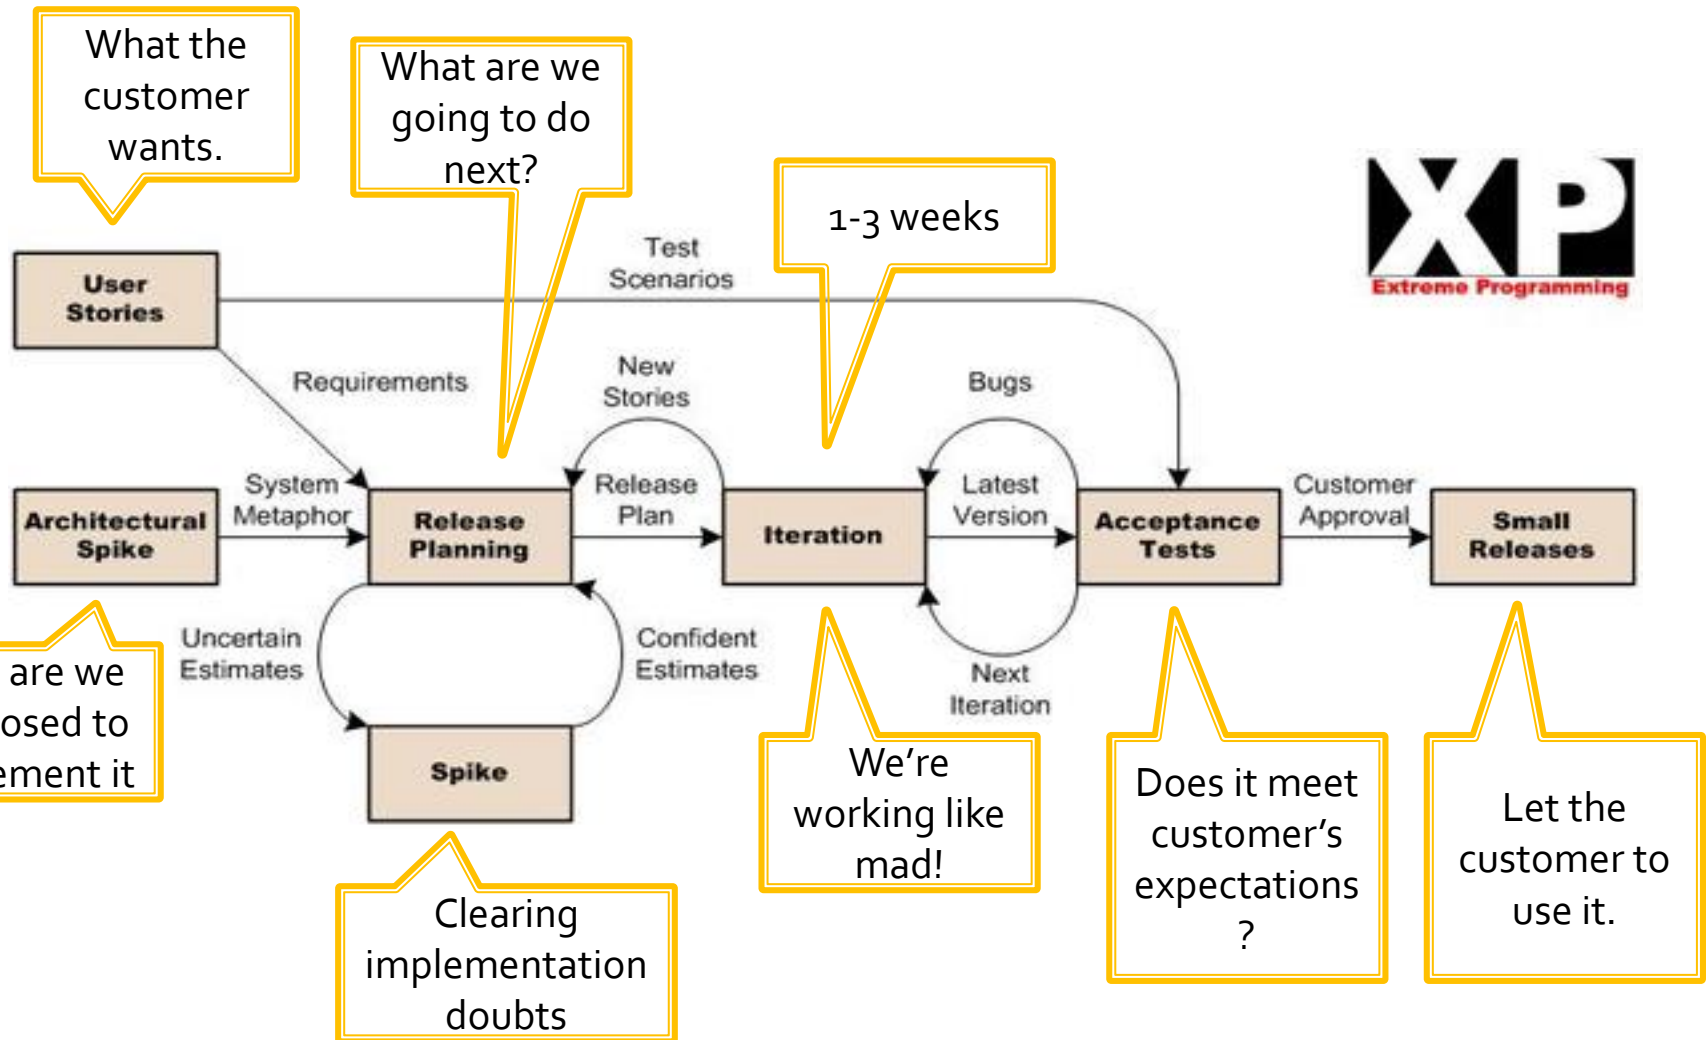 What the
customer
wants.
What are we
going to do
next?
1-3 weeks
XP
Extreme Programming
User
Stories
Test
Scenarios
Requirements
New
Stories
Bugs
Architectural
Spike
System
Metaphor
Release
Planning
Release
Plan
Iteration
Latest
Version
Acceptance
Tests
Customer
Approval
Small
Releases
Uncertain
Estimates
Confident
Estimates
Next
Iteration
are we
osed to
ement it
Spike
Clearing
implementation
doubts
We’re
working like
mad!
Does it meet
customer’s
expectations
?
Let the
customer to
use it.